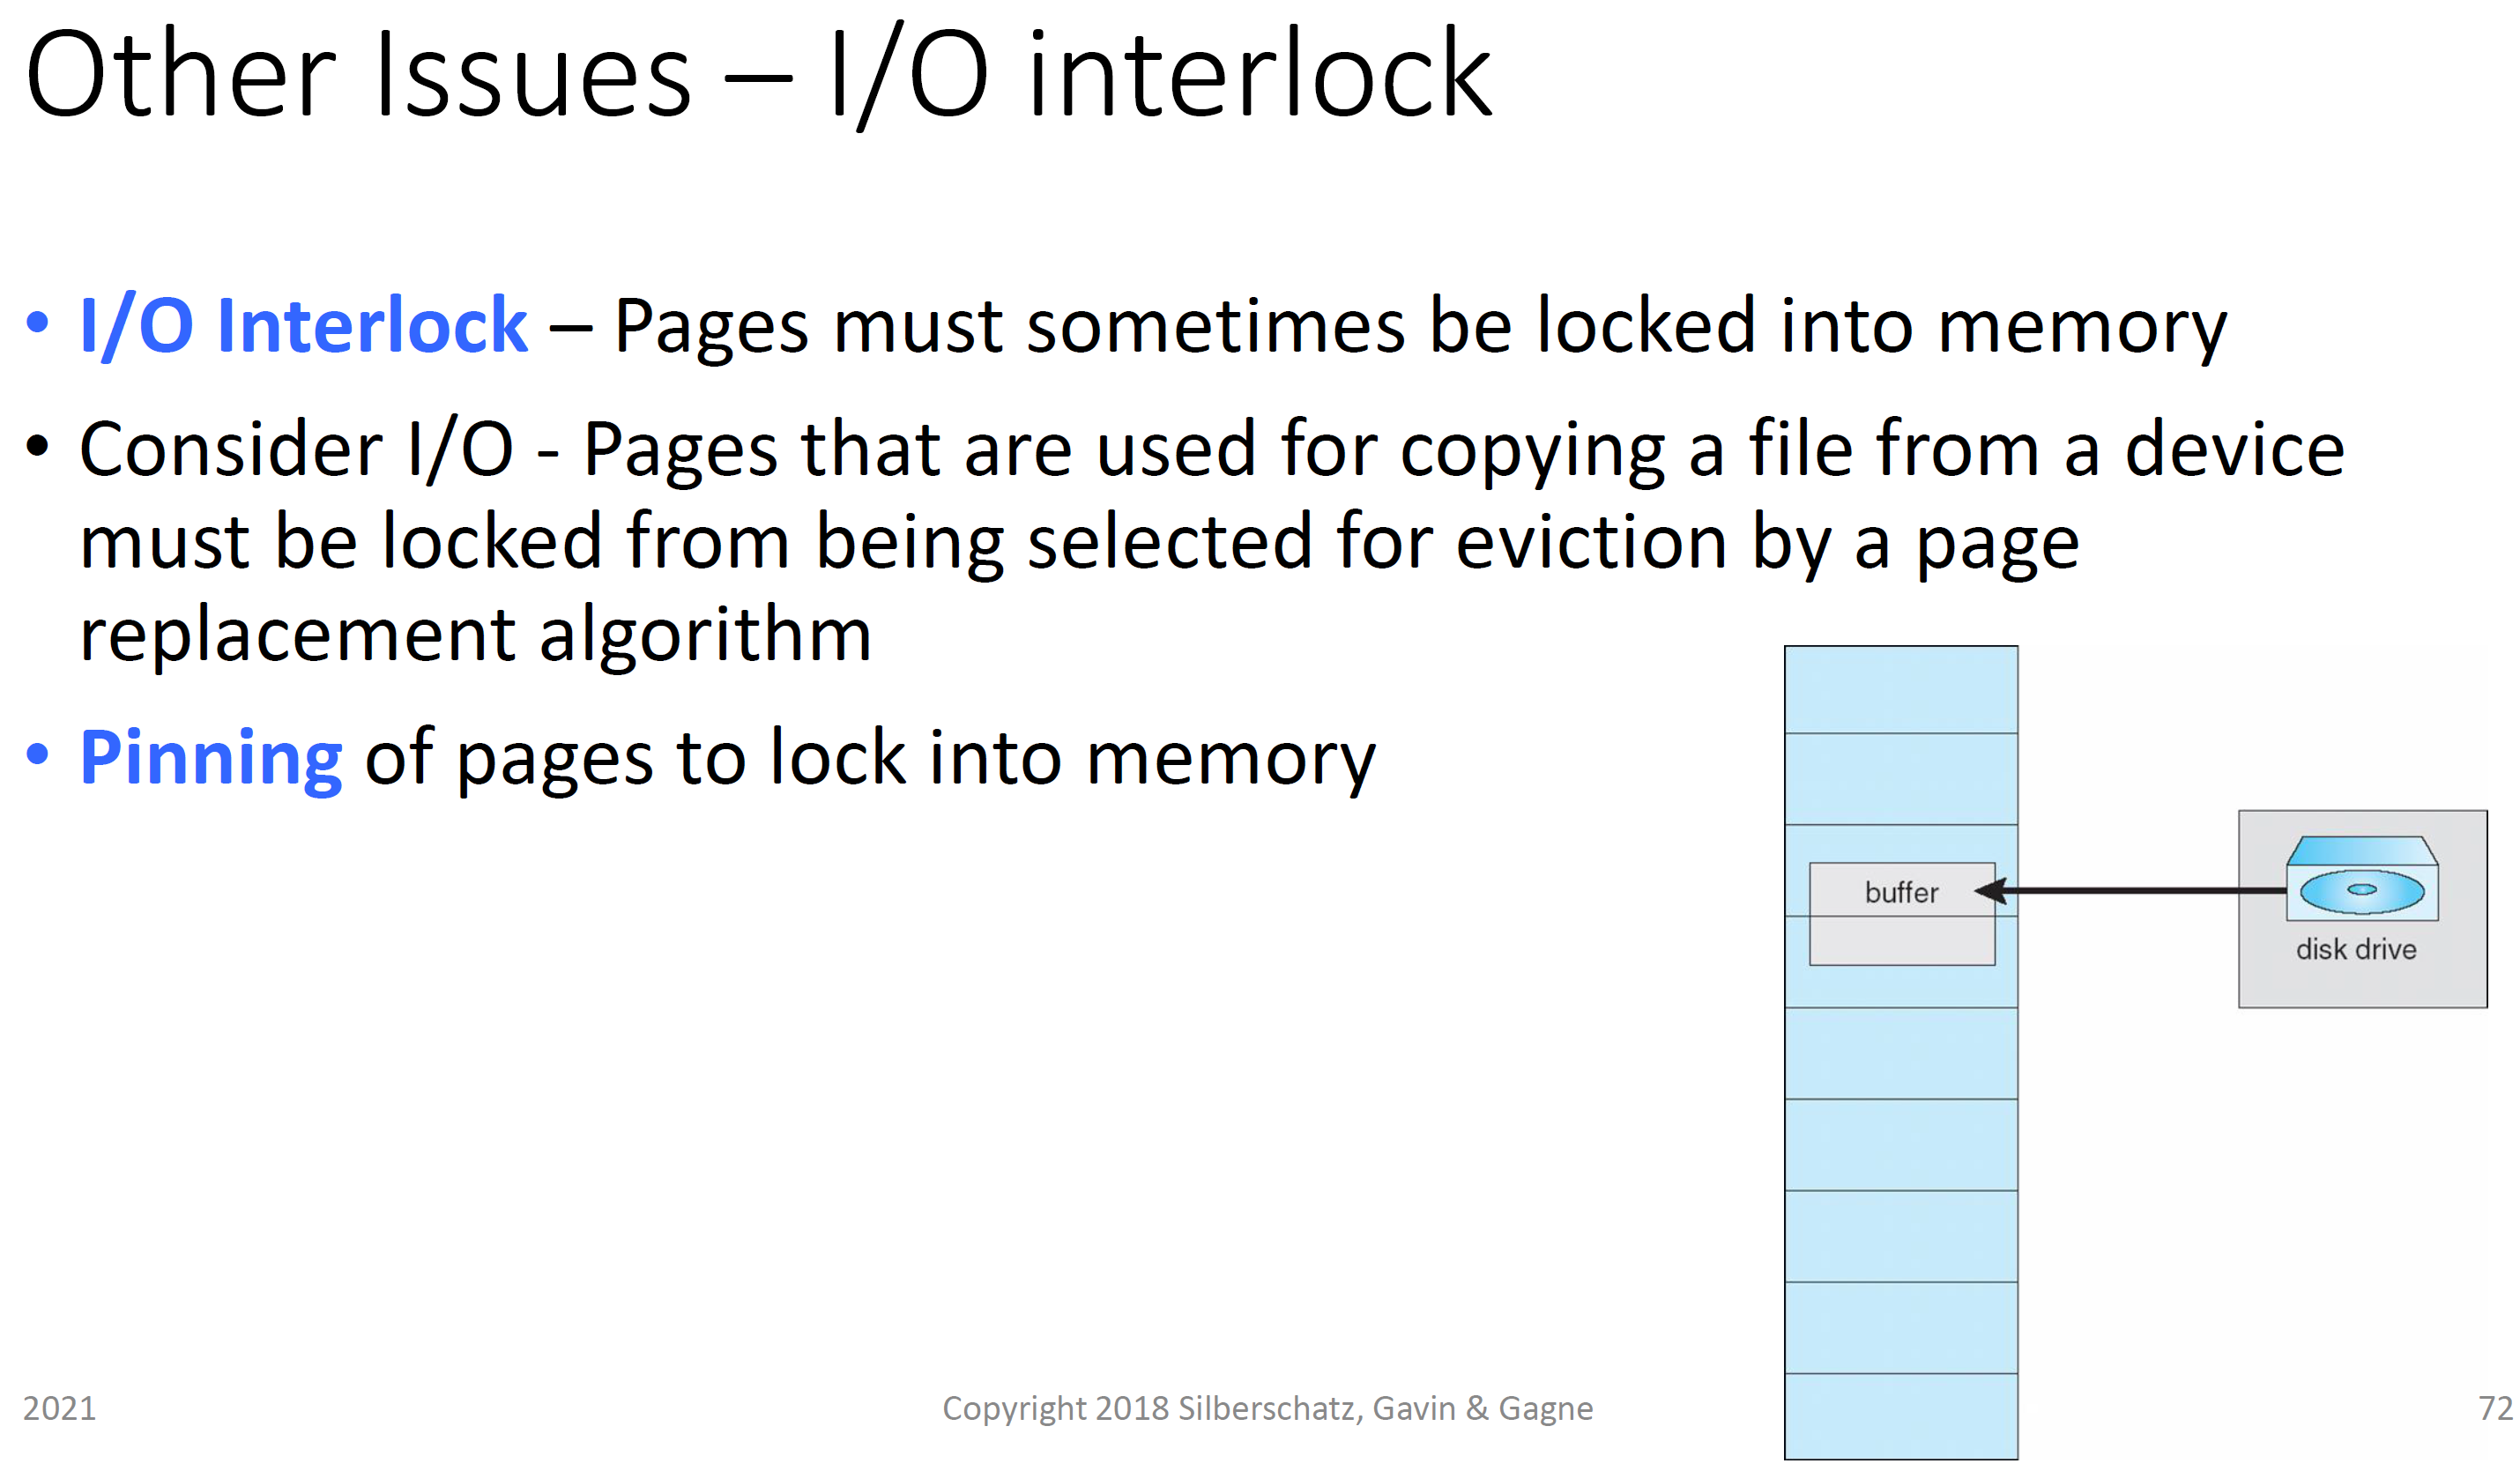 Other Issues – I/O interlock
• I/O Interlock – Pages must sometimes be locked into memory
• Consider I/O - Pages that are used for copying a file from a device
must be locked from being selected for eviction by a page
replacement algorithm
• Pinning of pages to lock into memory
buffer
disk drive
2021
Copyright 2018 Silberschatz, Gavin & Gagne
72